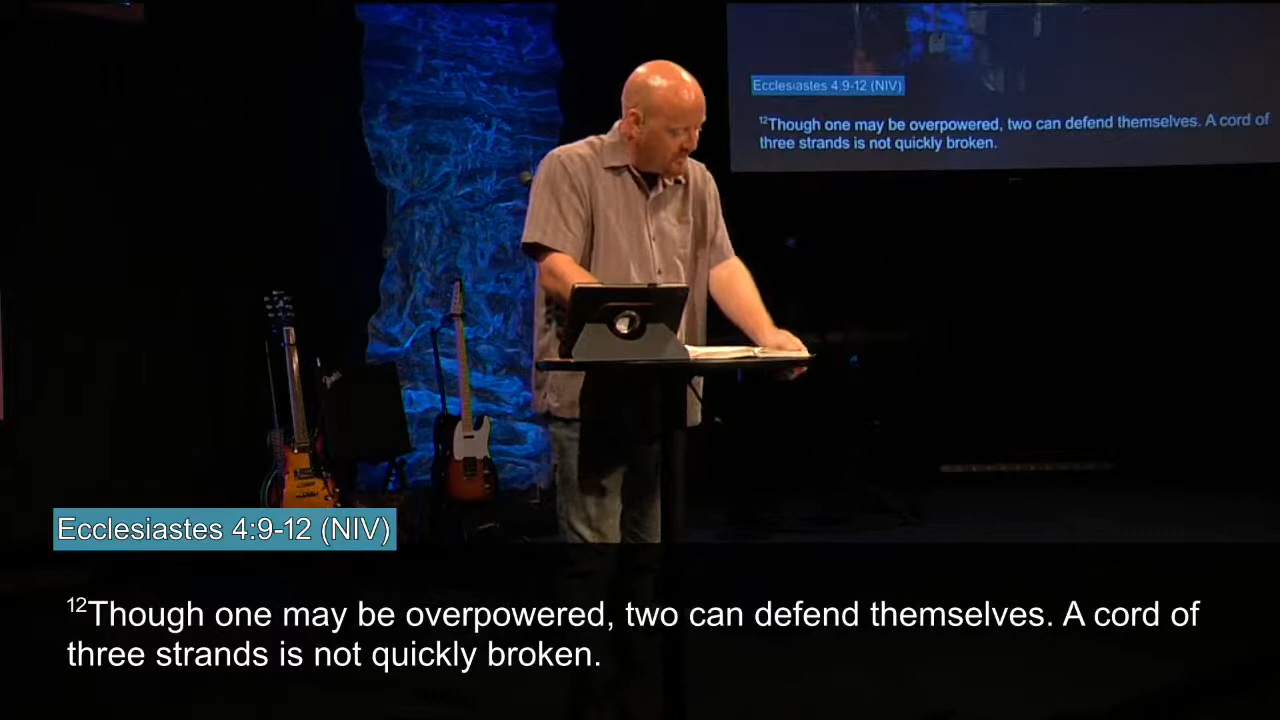 Ecclesiastes 4:9-12 (NIV)
¹²Though one may be overpowered, two can defend themselves. A cord of
three strands is not quickly broken.
Fender
Ecclesiastes 4:9-12 (NIV)
¹²Though one may be overpowered, two can defend themselves. A cord of
three strands is not quickly broken.